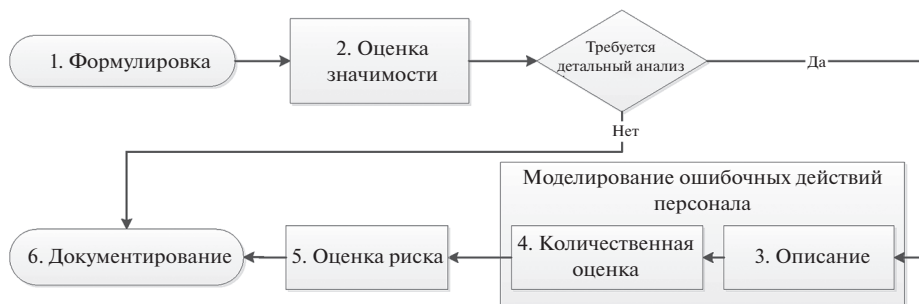 1. Формулировка
2. Оценка
значимости
Требуется
детальный анализ
Да
Нет
Моделирование ошибочных действий
персонала
6. Документирование
5. Оценка риска
4. Количественная
оценка
3. Описание